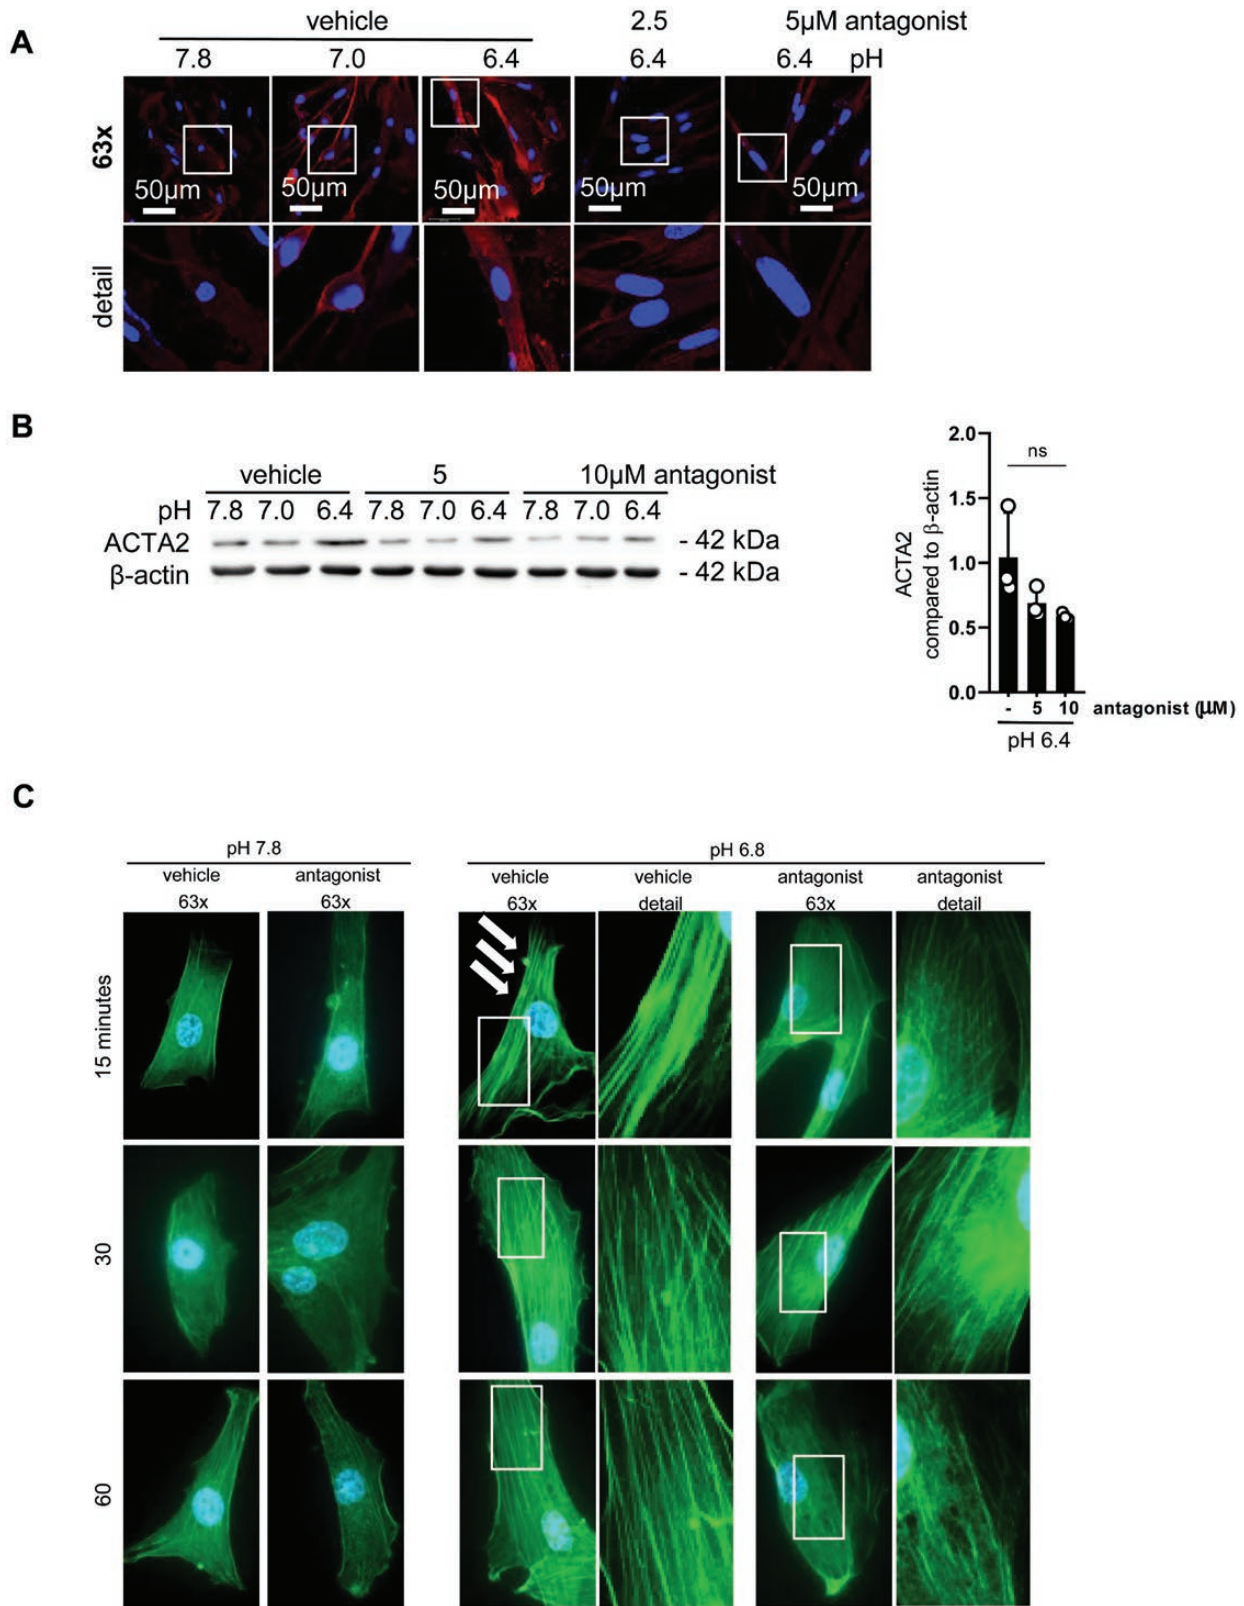 A
vehicle 2.5 5µM antagonist
7.8 7.0 6.4 6.4 6.4 pH
63x
50µm 50µm 50µm 50µm 50µm
detail
B
vehicle 5 10µM antagonist
pH 7.8 7.0 6.4 7.8 7.0 6.4 7.8 7.0 6.4
ACTA2 - 42 kDa
β-actin - 42 kDa
ACTA2
compared to β-actin
2.0
1.5
1.0
0.5
0.0
ns
- 5 10 antagonist (µM)
pH 6.4
C
pH 7.8 pH 6.8
vehicle antagonist vehicle vehicle antagonist antagonist
63x 63x 63x detail 63x detail
15 minutes
30
60